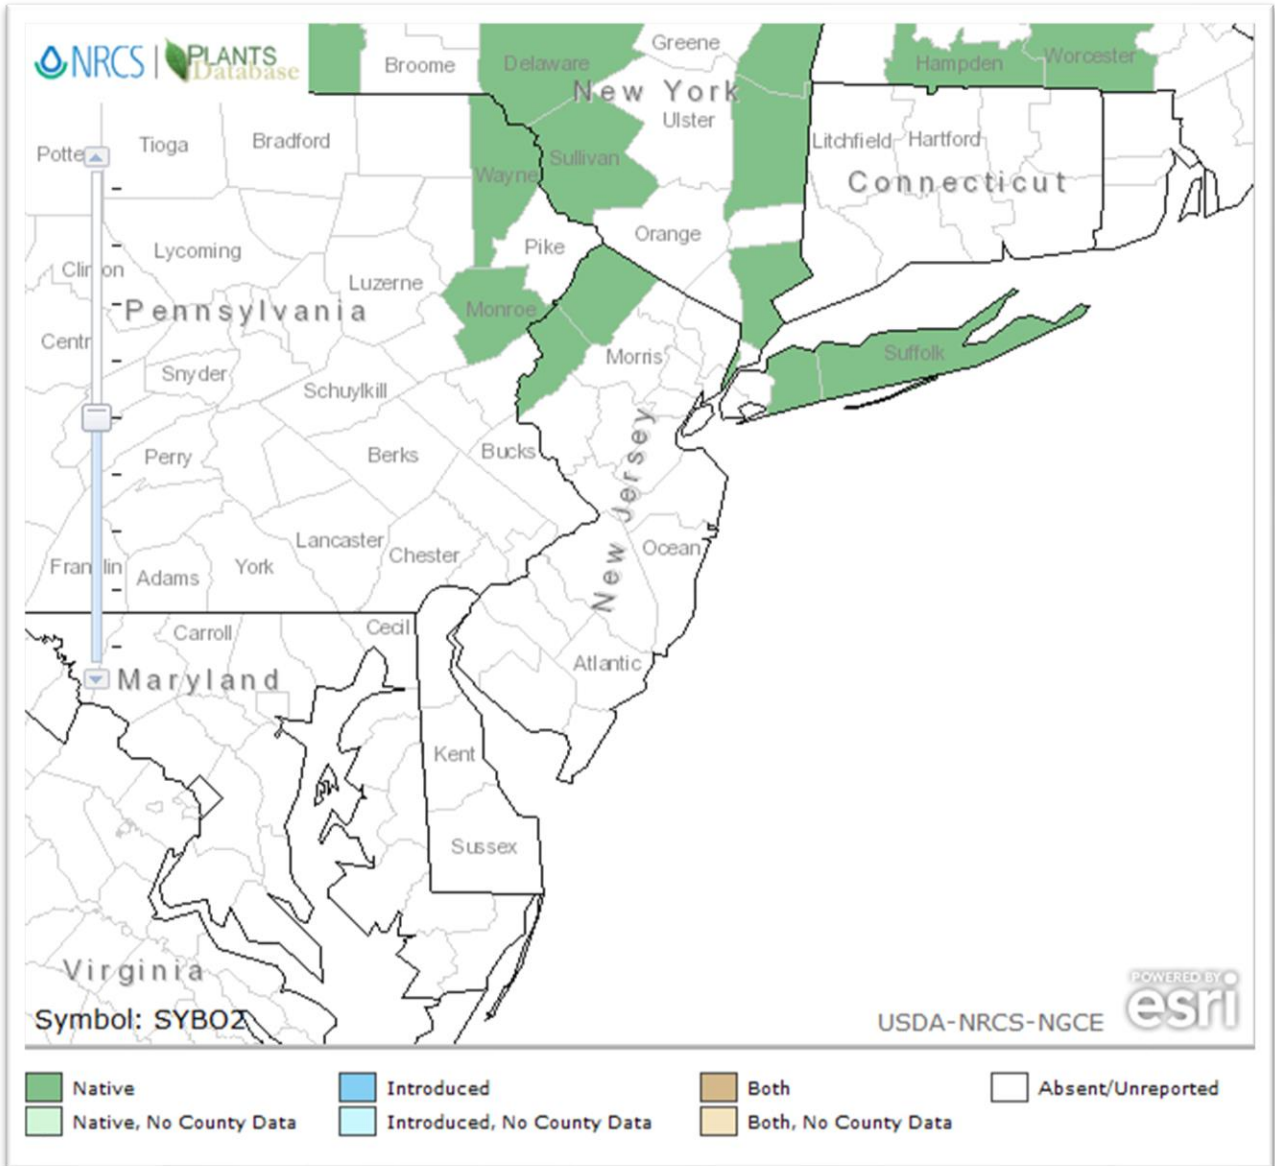 NRCS | PLANTS
Database
Greene
Broome
Delaware
Hampden
Worcester
New York
Ulster
Tioga
Bradford
Litchfield
Hartford
Potte
Sullivan
Wayne
Connecticut
Orange
Pike
Lycoming
Clinton
Luzerne
Pennsylvania
Monroe
Centr
Morris
Suffolk
Snyder
Schuylkill
New Jersey
Perry
Berks
Bucks
Lancaster
Ocean
Chester
Franklin
Adams
York
Carroll
Cecil
Atlantic
Maryland
Kent
Sussex
Virginia
Symbol: SYBO2
USDA-NRCS-NGCE
POWERED BY
esri
Native
Introduced
Both
Absent/Unreported
Native, No County Data
Introduced, No County Data
Both, No County Data